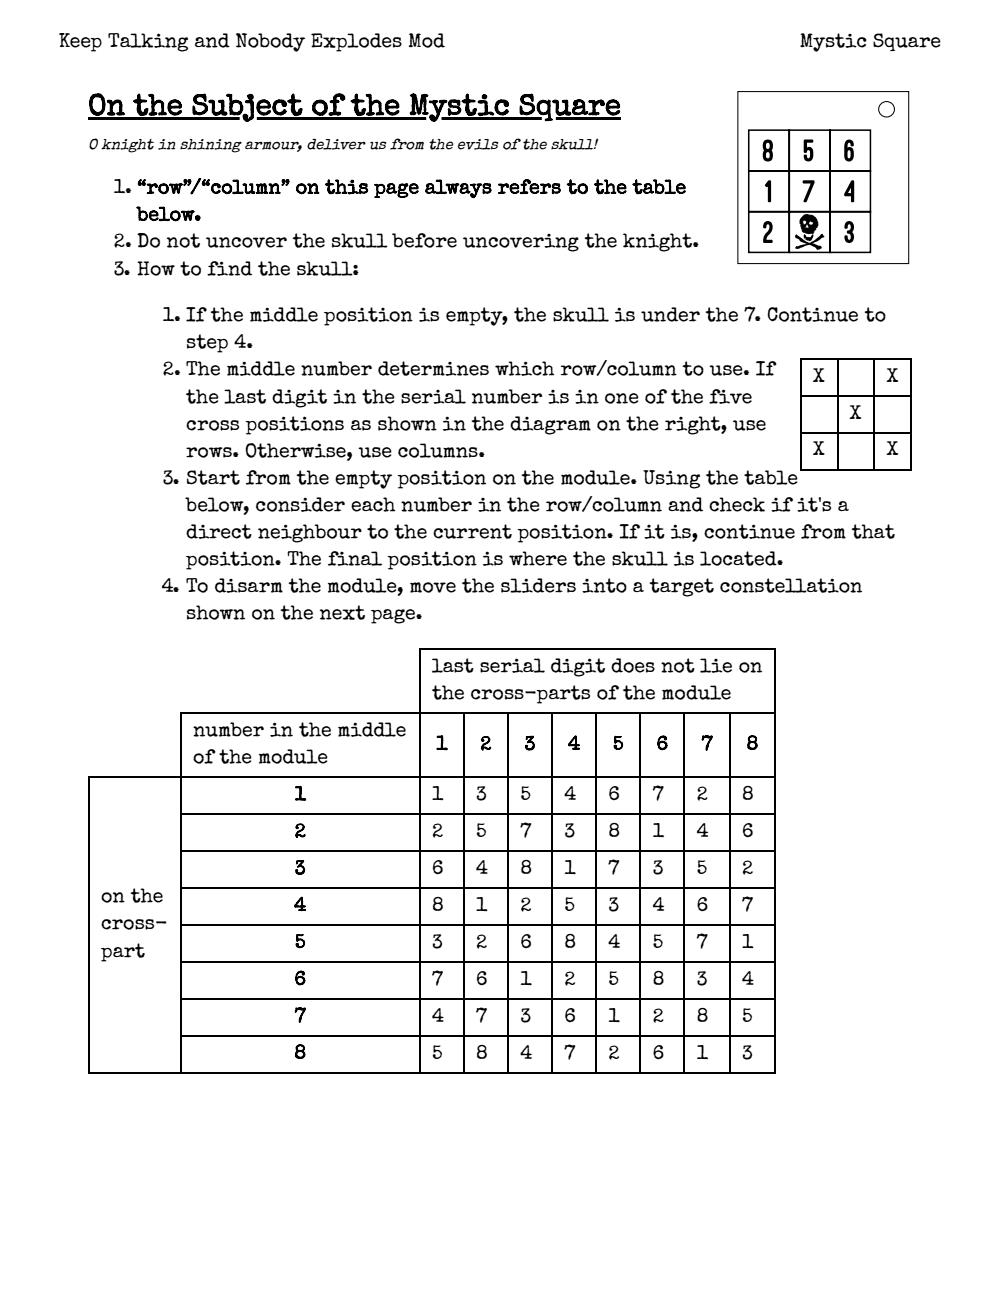 Keep Talking and Nobody Explodes Mod
Mystic Square
On the Subject of the Mystic Square
O knight in shining armour, deliver us from the evils of the skull!
1. “row”/“column” on this page always refers to the table
below.
2. Do not uncover the skull before uncovering the knight.
3. How to find the skull:
8 5 6
1 7 4
2 3
1. If the middle position is empty, the skull is under the 7. Continue to
step 4.
2. The middle number determines which row/column to use. If
the last digit in the serial number is in one of the five
cross positions as shown in the diagram on the right, use
rows. Otherwise, use columns.
X X
X
X X
3. Start from the empty position on the module. Using the table
below, consider each number in the row/column and check if it's a
direct neighbour to the current position. If it is, continue from that
position. The final position is where the skull is located.
4. To disarm the module, move the sliders into a target constellation
shown on the next page.
last serial digit does not lie on
the cross-parts of the module
number in the middle
of the module
1 2 3 4 5 6 7 8
on the
cross-
part
1 1 3 5 4 6 7 2 8
2 2 5 7 3 8 1 4 6
3 6 4 8 1 7 3 5 2
4 8 1 2 5 3 4 6 7
5 3 2 6 8 4 5 7 1
6 7 6 1 2 5 8 3 4
7 4 7 3 6 1 2 8 5
8 5 8 4 7 2 6 1 3